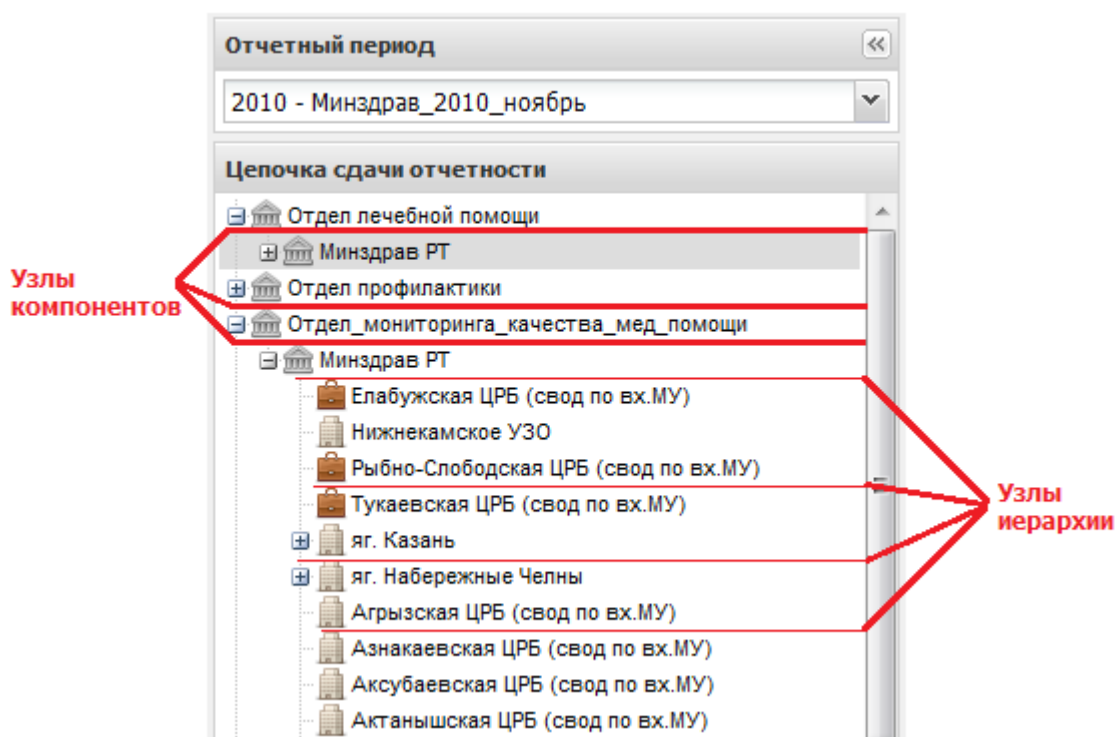 Отчетный период
2010 - Минздрав_2010_ноябрь
Цепочка сдачи отчетности
Отдел лечебной помощи
Минздрав РТ
Отдел профилактики
Отдел_мониторинга_качества_мед_помощи
Минздрав РТ
Елабужская ЦРБ (свод по вх.МУ)
Нижнекамское УЗО
Рыбно-Слободская ЦРБ (свод по вх.МУ)
Тукаевская ЦРБ (свод по вх.МУ)
яг. Казань
яг. Набережные Челны
Агрызская ЦРБ (свод по вх.МУ)
Азнакаевская ЦРБ (свод по вх.МУ)
Аксубаевская ЦРБ (свод по вх.МУ)
Актанышская ЦРБ (свод по вх.МУ)
Узлы
компонентов
Узлы
иерархии